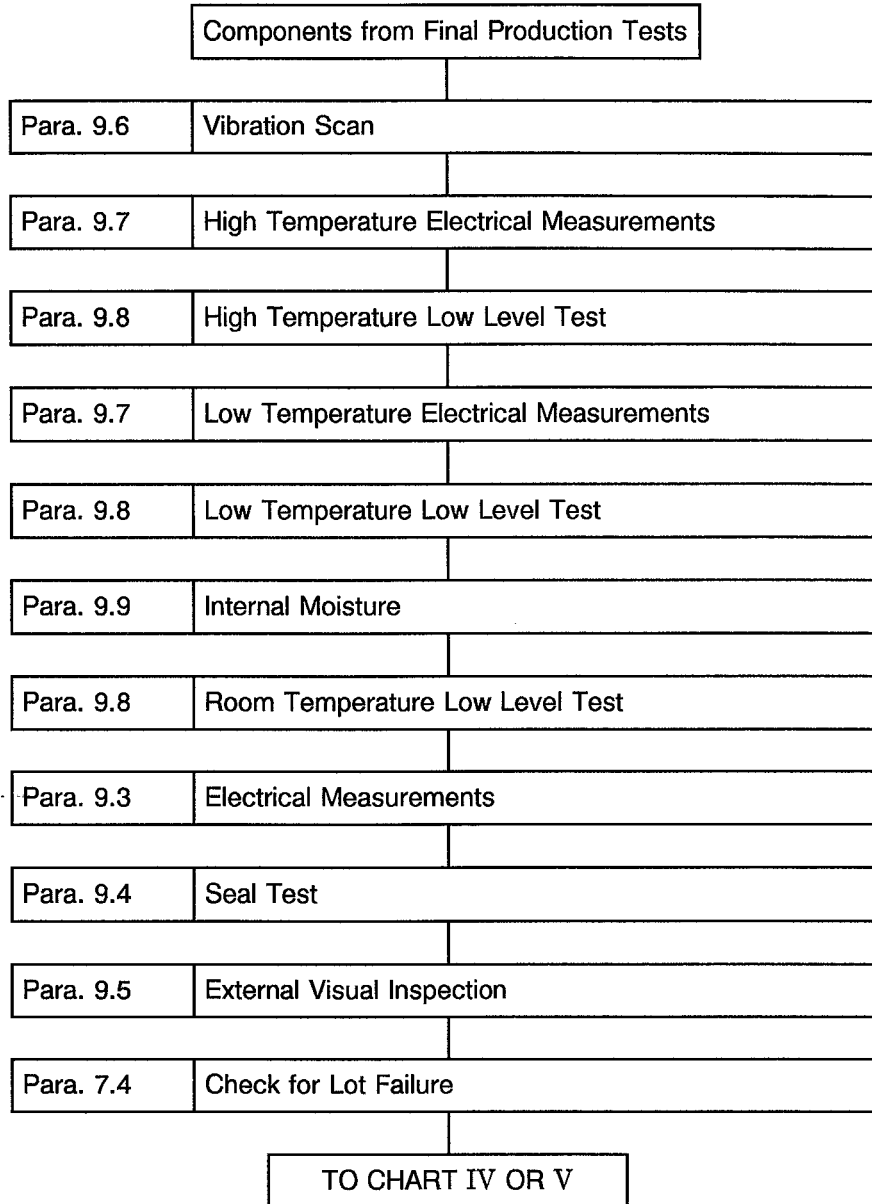 Components from Final Production Tests
Para. 9.6 Vibration Scan
Para. 9.7 High Temperature Electrical Measurements
Para. 9.8 High Temperature Low Level Test
Para. 9.7 Low Temperature Electrical Measurements
Para. 9.8 Low Temperature Low Level Test
Para. 9.9 Internal Moisture
Para. 9.8 Room Temperature Low Level Test
Para. 9.3 Electrical Measurements
Para. 9.4 Seal Test
Para. 9.5 External Visual Inspection
Para. 7.4 Check for Lot Failure
TO CHART IV OR V